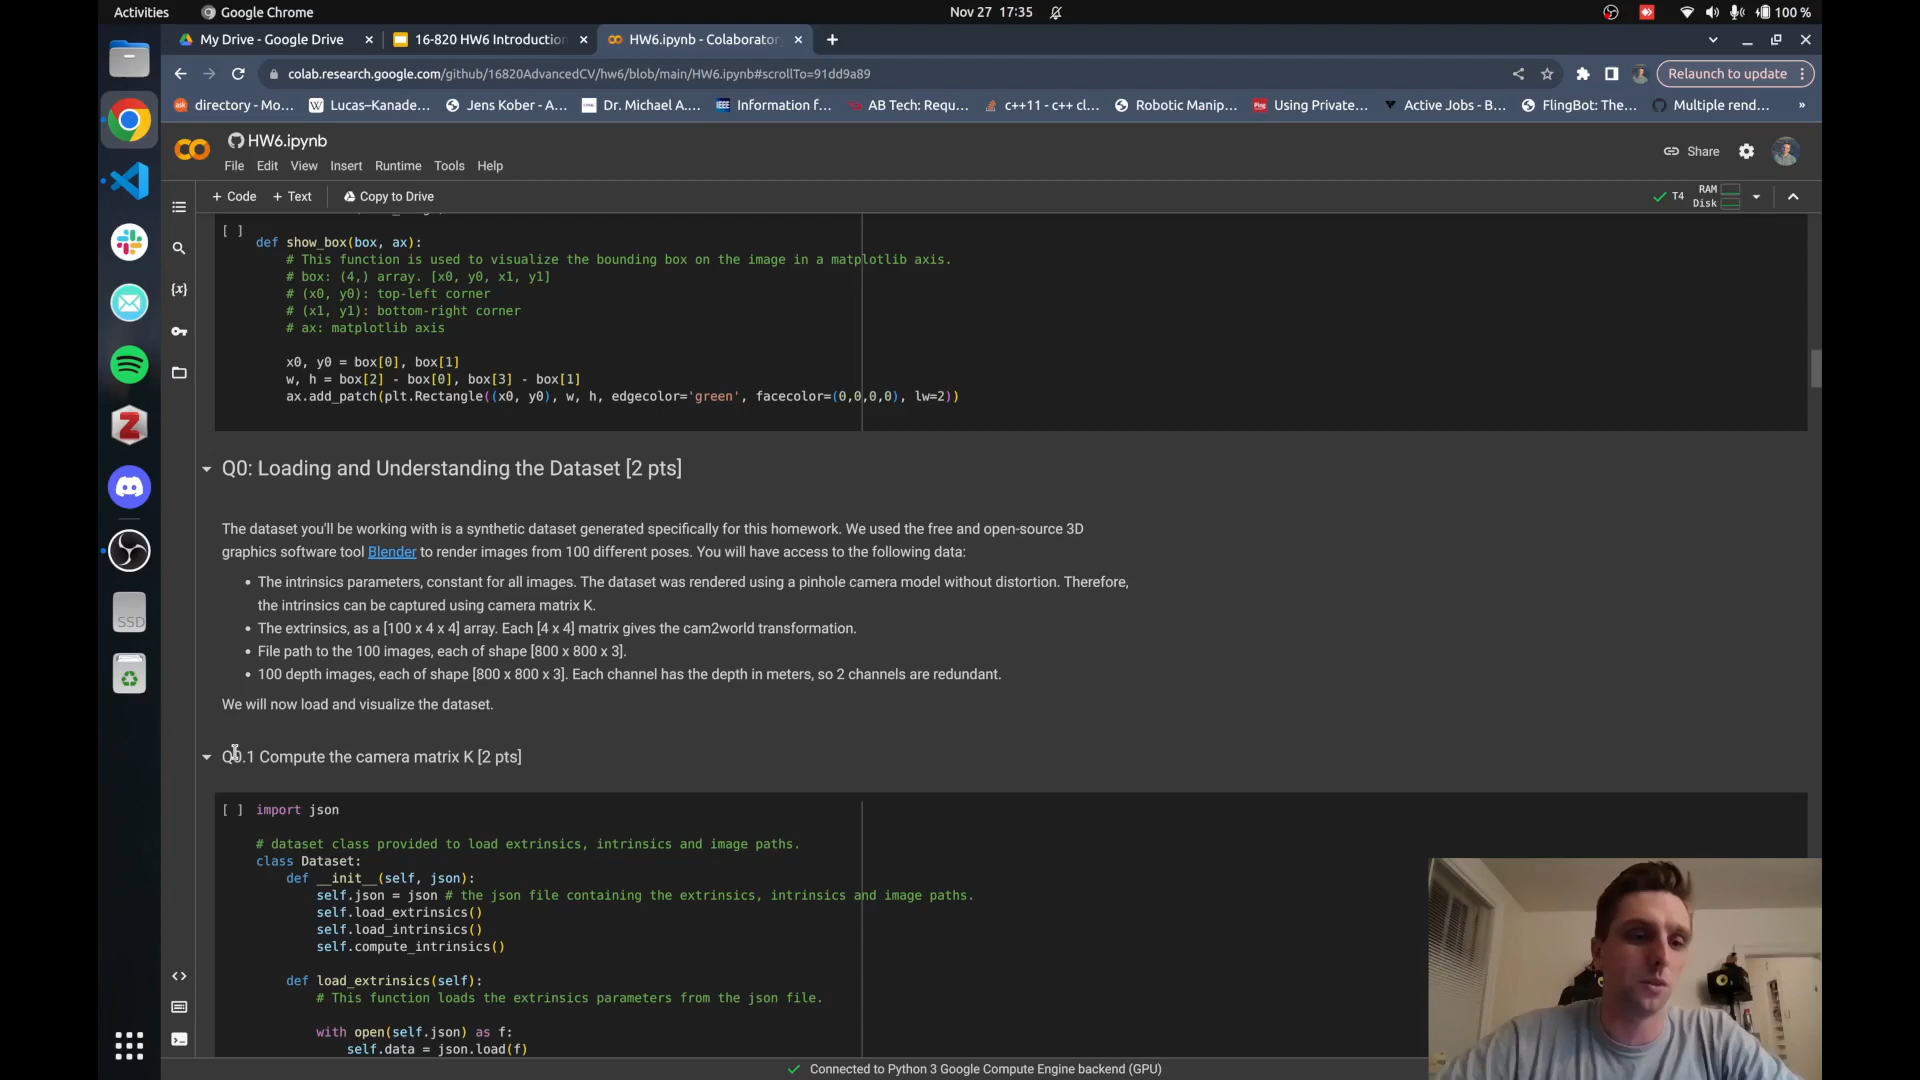 Activities
Google Chrome
Nov 27 17:35
100 %
My Drive - Google Drive
16-820 HW6 Introduction
HW6.ipynb - Colaborator
colab.research.google.com/github/16820AdvancedCV/hw6/blob/main/HW6.ipynb#scrollTo=91dd9a89
Relaunch to update
directory - Mo...
Lucas–Kanade...
Jens Kober - A...
Dr. Michael A....
Information f...
AB Tech: Requ...
c++11 - c++ cl...
Robotic Manip...
Using Private...
Active Jobs - B...
FlingBot: The...
Multiple rend...
»
HW6.ipynb
File Edit View Insert Runtime Tools Help
Share
+ Code + Text Copy to Drive
T4
RAM
Disk
[ ]
def show_box(box, ax):
# This function is used to visualize the bounding box on the image in a matplotlib axis.
# box: (4,) array. [x0, y0, x1, y1]
# (x0, y0): top-left corner
# (x1, y1): bottom-right corner
# ax: matplotlib axis
x0, y0 = box[0], box[1]
w, h = box[2] - box[0], box[3] - box[1]
ax.add_patch(plt.Rectangle((x0, y0), w, h, edgecolor='green', facecolor=(0,0,0,0), lw=2))
Q0: Loading and Understanding the Dataset [2 pts]
The dataset you'll be working with is a synthetic dataset generated specifically for this homework. We used the free and open-source 3D
graphics software tool Blender to render images from 100 different poses. You will have access to the following data:
• The intrinsics parameters, constant for all images. The dataset was rendered using a pinhole camera model without distortion. Therefore,
the intrinsics can be captured using camera matrix K.
• The extrinsics, as a [100 x 4 x 4] array. Each [4 x 4] matrix gives the cam2world transformation.
• File path to the 100 images, each of shape [800 x 800 x 3].
• 100 depth images, each of shape [800 x 800 x 3]. Each channel has the depth in meters, so 2 channels are redundant.
We will now load and visualize the dataset.
Q0.1 Compute the camera matrix K [2 pts]
[ ] import json
# dataset class provided to load extrinsics, intrinsics and image paths.
class Dataset:
def __init__(self, json):
self.json = json # the json file containing the extrinsics, intrinsics and image paths.
self.load_extrinsics()
self.load_intrinsics()
self.compute_intrinsics()
def load_extrinsics(self):
# This function loads the extrinsics parameters from the json file.
with open(self.json) as f:
self.data = json.load(f)
Connected to Python 3 Google Compute Engine backend (GPU)
{x}
Z
SSD